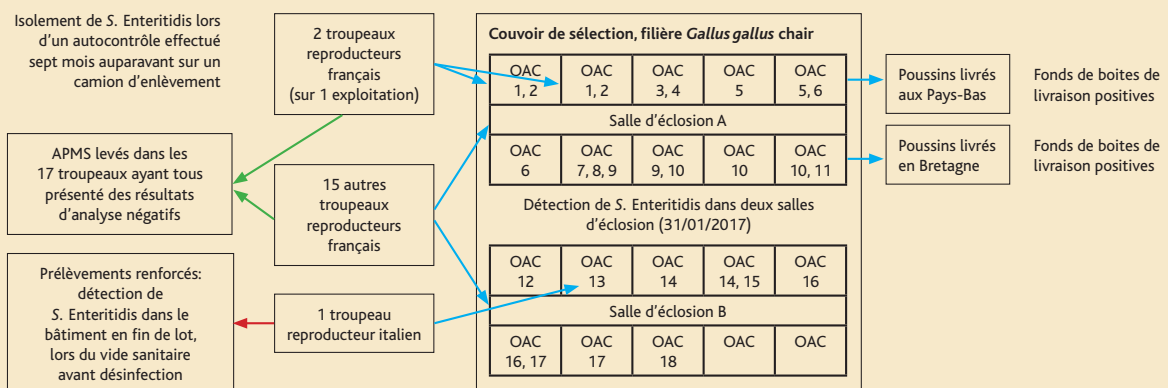 Isolement de S. Enteritidis lors
d'un autocontrôle effectué
sept mois auparavant sur un
camion d'enlèvement
APMS levés dans les
17 troupeaux ayant tous
présenté des résultats
d'analyse négatifs
Prélèvements renforcés:
détection de
S. Enteritidis dans le
bâtiment en fin de lot,
lors du vide sanitaire
avant désinfection
2 troupeaux
reproducteurs
français
(sur 1 exploitation)
15 autres
troupeaux
reproducteurs
français
1 troupeau
reproducteur italien
Couvoir de sélection, filière Gallus gallus chair
OAC OAC OAC OAC OAC
1, 2 1, 2 3, 4 5 5, 6
Salle d'éclosion A
OAC OAC OAC OAC OAC
6 7, 8, 9 9, 10 10 10, 11
Détection de S. Enteritidis dans deux salles
d'éclosion (31/01/2017)
OAC OAC OAC OAC OAC
12 13 14 14, 15 16
Salle d'éclosion B
OAC OAC OAC OAC OAC
16, 17 17 18
Poussins livrés
aux Pays-Bas
Fonds de boites de
livraison positives
Poussins livrés
en Bretagne
Fonds de boites de
livraison positives